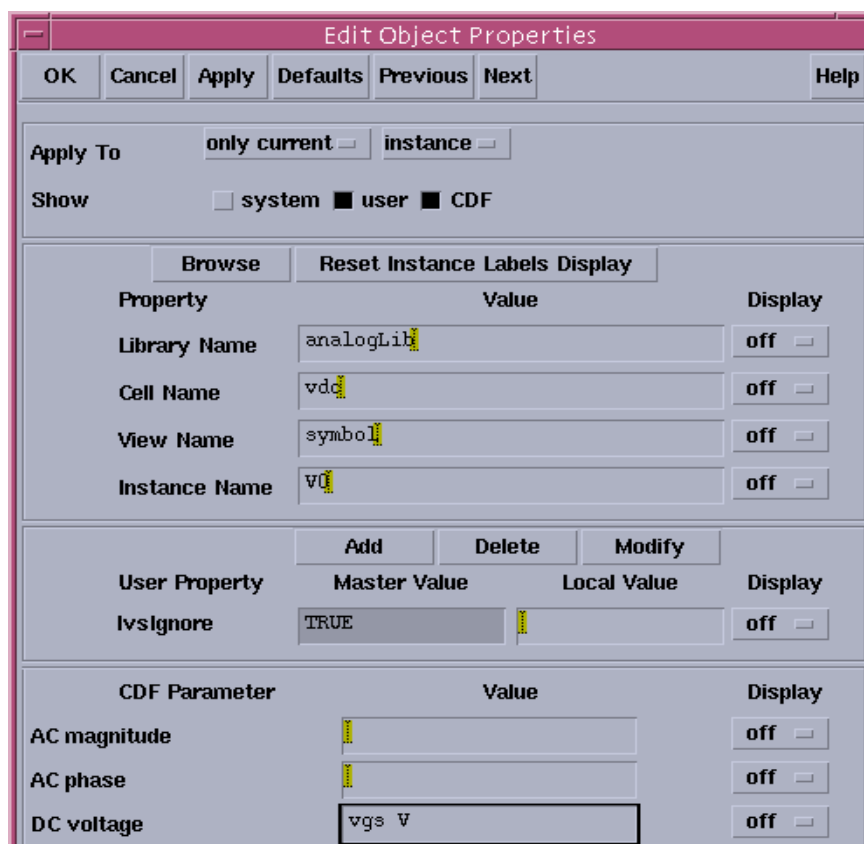 Edit Object Properties
OK Cancel Apply Defaults Previous Next Help
Apply To only current instance
Show system user CDF
Browse Reset Instance Labels Display
Property Value Display
Library Name analogLib off
Cell Name vdc off
View Name symbol off
Instance Name V0 off
Add Delete Modify
User Property Master Value Local Value Display
lvsIgnore TRUE off
CDF Parameter Value Display
AC magnitude off
AC phase off
DC voltage vgs V off